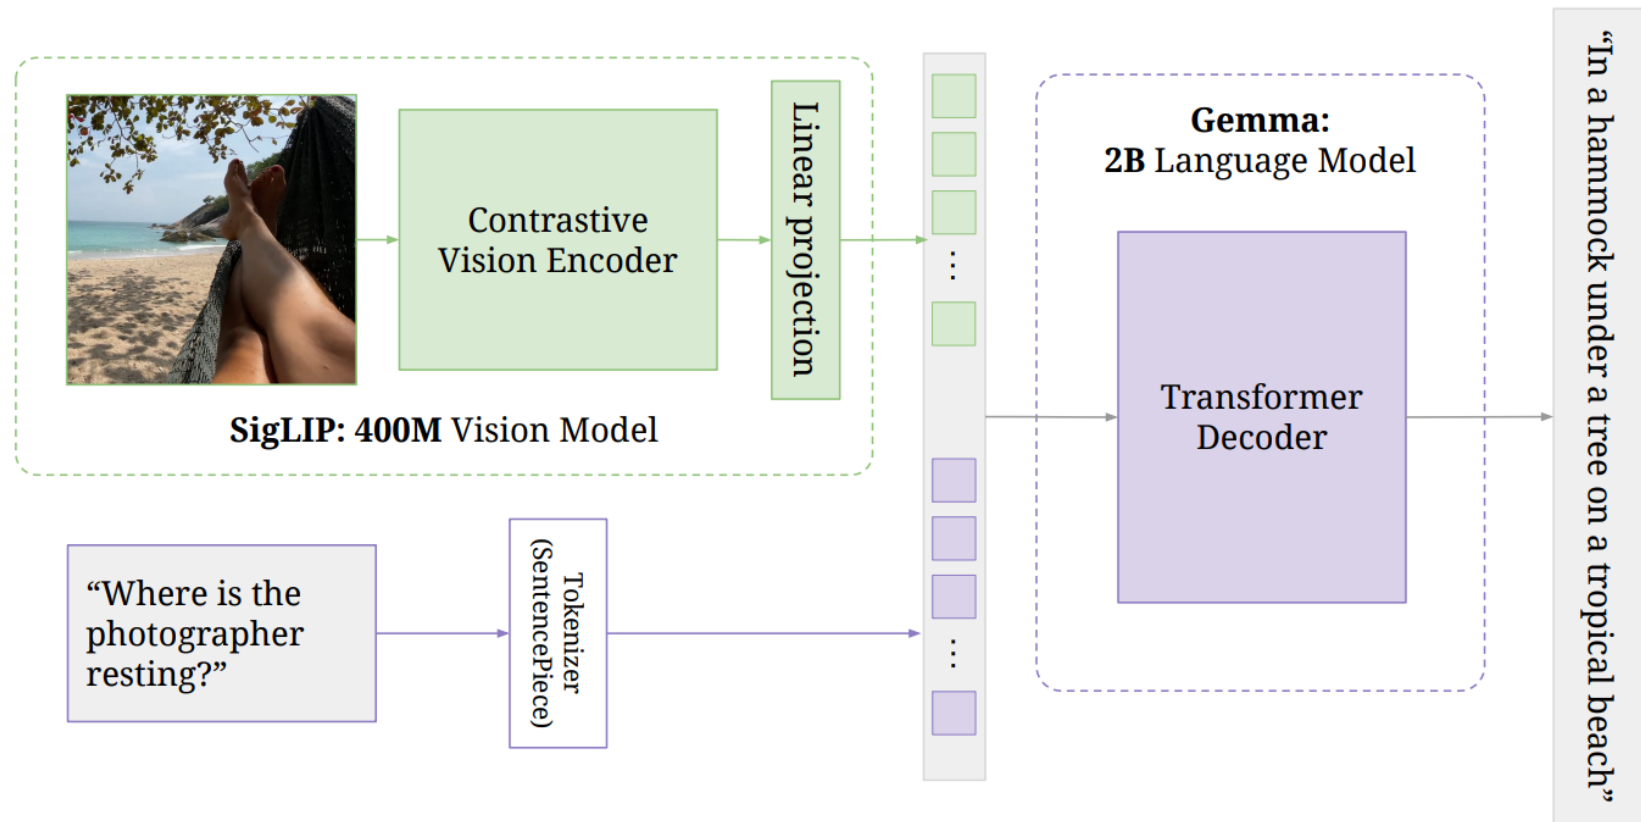 Contrastive
Vision Encoder
Linear projection
SigLIP: 400M Vision Model
“Where is the
photographer
resting?”
Tokenizer
(SentencePiece)
⋮
⋮
Gemma:
2B Language Model
Transformer
Decoder
“In a hammock under a tree on a tropical beach”